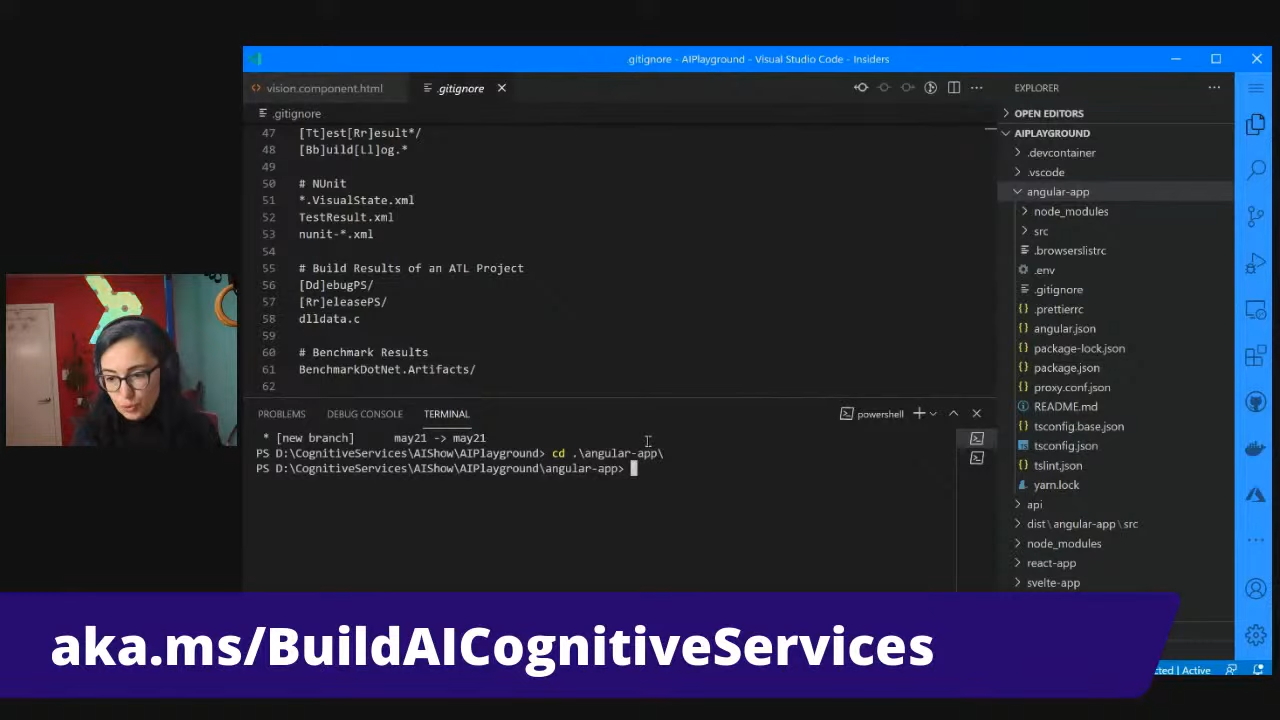 .gitignore - AIPlayground - Visual Studio Code - Insiders
vision.component.html
.gitignore
.gitignore
47 [Tt]est[Rr]esult*/
48 [Bb]uild[Ll]og.*
49
50 # NUnit
51 *.VisualState.xml
52 TestResult.xml
53 nunit-*.xml
54
55 # Build Results of an ATL Project
56 [Dd]ebugPS/
57 [Rr]eleasePS/
58 dlldata.c
59
60 # Benchmark Results
61 BenchmarkDotNet.Artifacts/
62
PROBLEMS DEBUG CONSOLE TERMINAL
powershell
* [new branch] may21 -> may21
PS D:\CognitiveServices\AIShow\AIPlayground> cd .\angular-app\
PS D:\CognitiveServices\AIShow\AIPlayground\angular-app>
EXPLORER
OPEN EDITORS
AIPLAYGROUND
.devcontainer
.vscode
angular-app
node_modules
src
.browserslistrc
.env
.gitignore
.prettierrc
angular.json
package-lock.json
package.json
proxy.conf.json
README.md
tsconfig.base.json
tsconfig.json
tslint.json
yarn.lock
api
dist\angular-app\src
node_modules
react-app
svelte-app
aka.ms/BuildAICognitiveServices
cted | Active